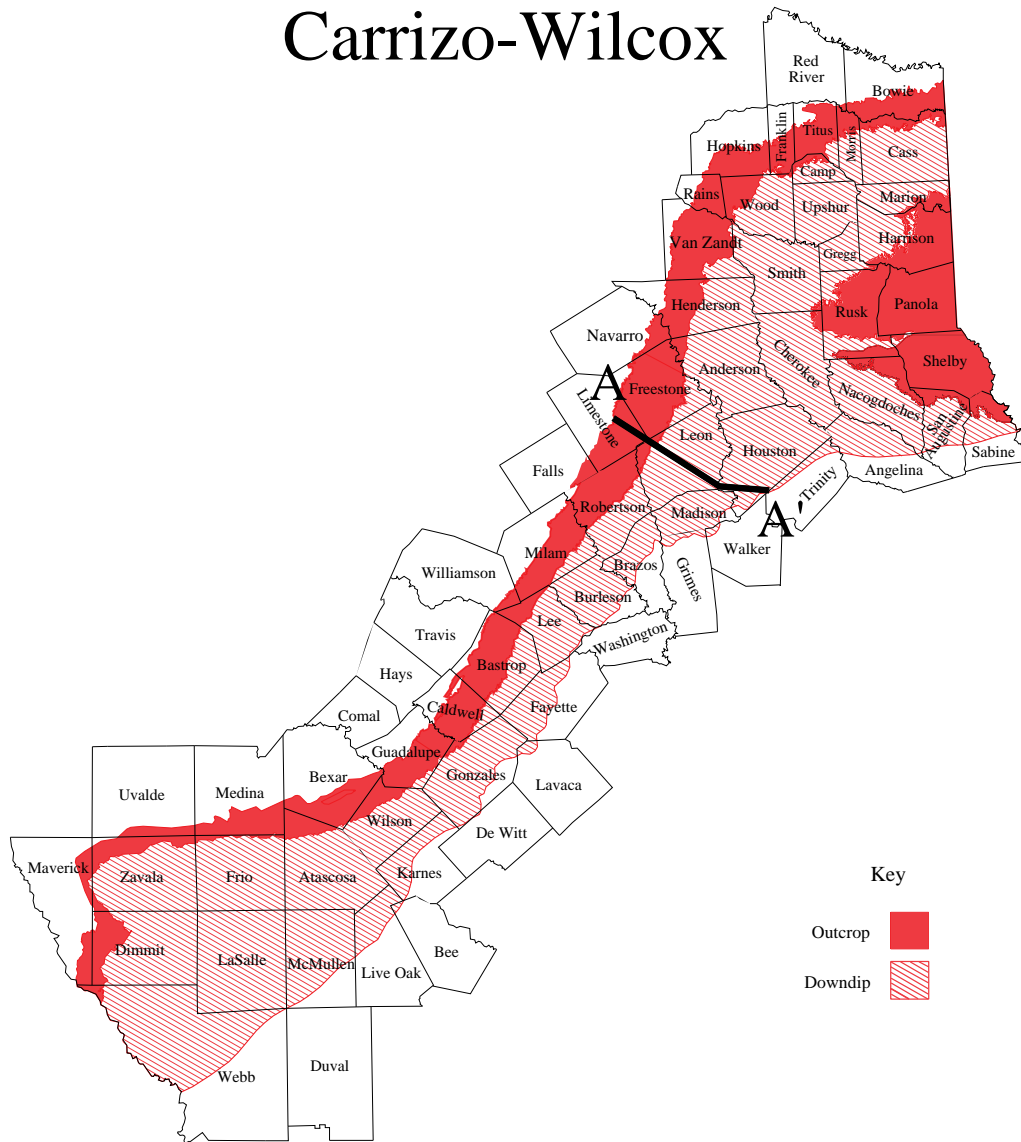 Carrizo-Wilcox
Red
River
Bowie
Franklin
Titus
Morris
Hopkins
Cass
Camp
Rains
Wood
Upshur
Marion
Harrison
Van Zandt
Gregg
Smith
Henderson
Rusk
Panola
Navarro
Cherokee
Shelby
Anderson
A
Freestone
Nacogdoches
Limestone
San
Augustine
Leon
Houston
Sabine
Falls
Angelina
Trinity
Robertson
Madison
A'
Milam
Walker
Williamson
Brazos
Grimes
Burleson
Lee
Travis
Washington
Bastrop
Hays
Caldwell
Fayette
Comal
Guadalupe
Bexar
Gonzales
Lavaca
Uvalde
Medina
Wilson
De Witt
Maverick
Zavala
Frio
Atascosa
Karnes
Key
Outcrop
Dimmit
LaSalle
McMullen
Live Oak
Bee
Downdip
Webb
Duval